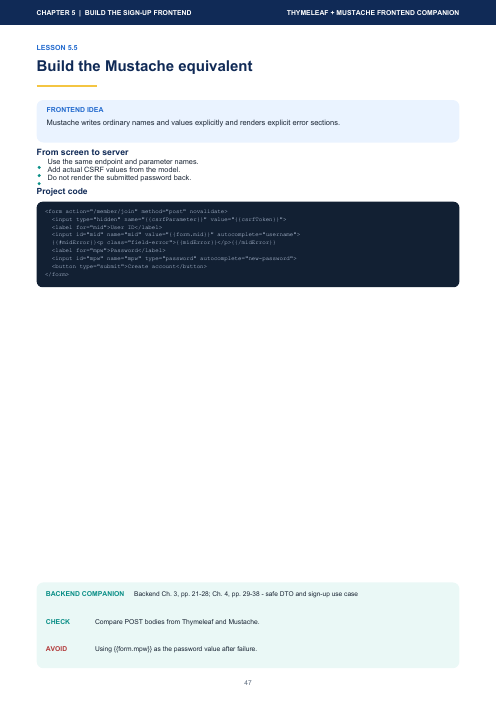 CHAPTER 5 | BUILD THE SIGN-UP FRONTEND
THYMELEAF + MUSTACHE FRONTEND COMPANION
LESSON 5.5
Build the Mustache equivalent
FRONTEND IDEA
Mustache writes ordinary names and values explicitly and renders explicit error sections.
From screen to server
Use the same endpoint and parameter names.
Add actual CSRF values from the model.
Do not render the submitted password back.
Project code
<form action="/member/join" method="post" novalidate>
<input type="hidden" name="{{csrfParameter}}" value="{{csrfToken}}">
<label for="mid">User ID</label>
<input id="mid" name="mid" value="{{form.mid}}" autocomplete="username">
{{#midError}}<p class="field-error">{{midError}}</p>{{/midError}}
<label for="mpw">Password</label>
<input id="mpw" name="mpw" type="password" autocomplete="new-password">
<button type="submit">Create account</button>
</form>
BACKEND COMPANION Backend Ch. 3, pp. 21-28; Ch. 4, pp. 29-38 - safe DTO and sign-up use case
CHECK Compare POST bodies from Thymeleaf and Mustache.
AVOID Using {{form.mpw}} as the password value after failure.
47